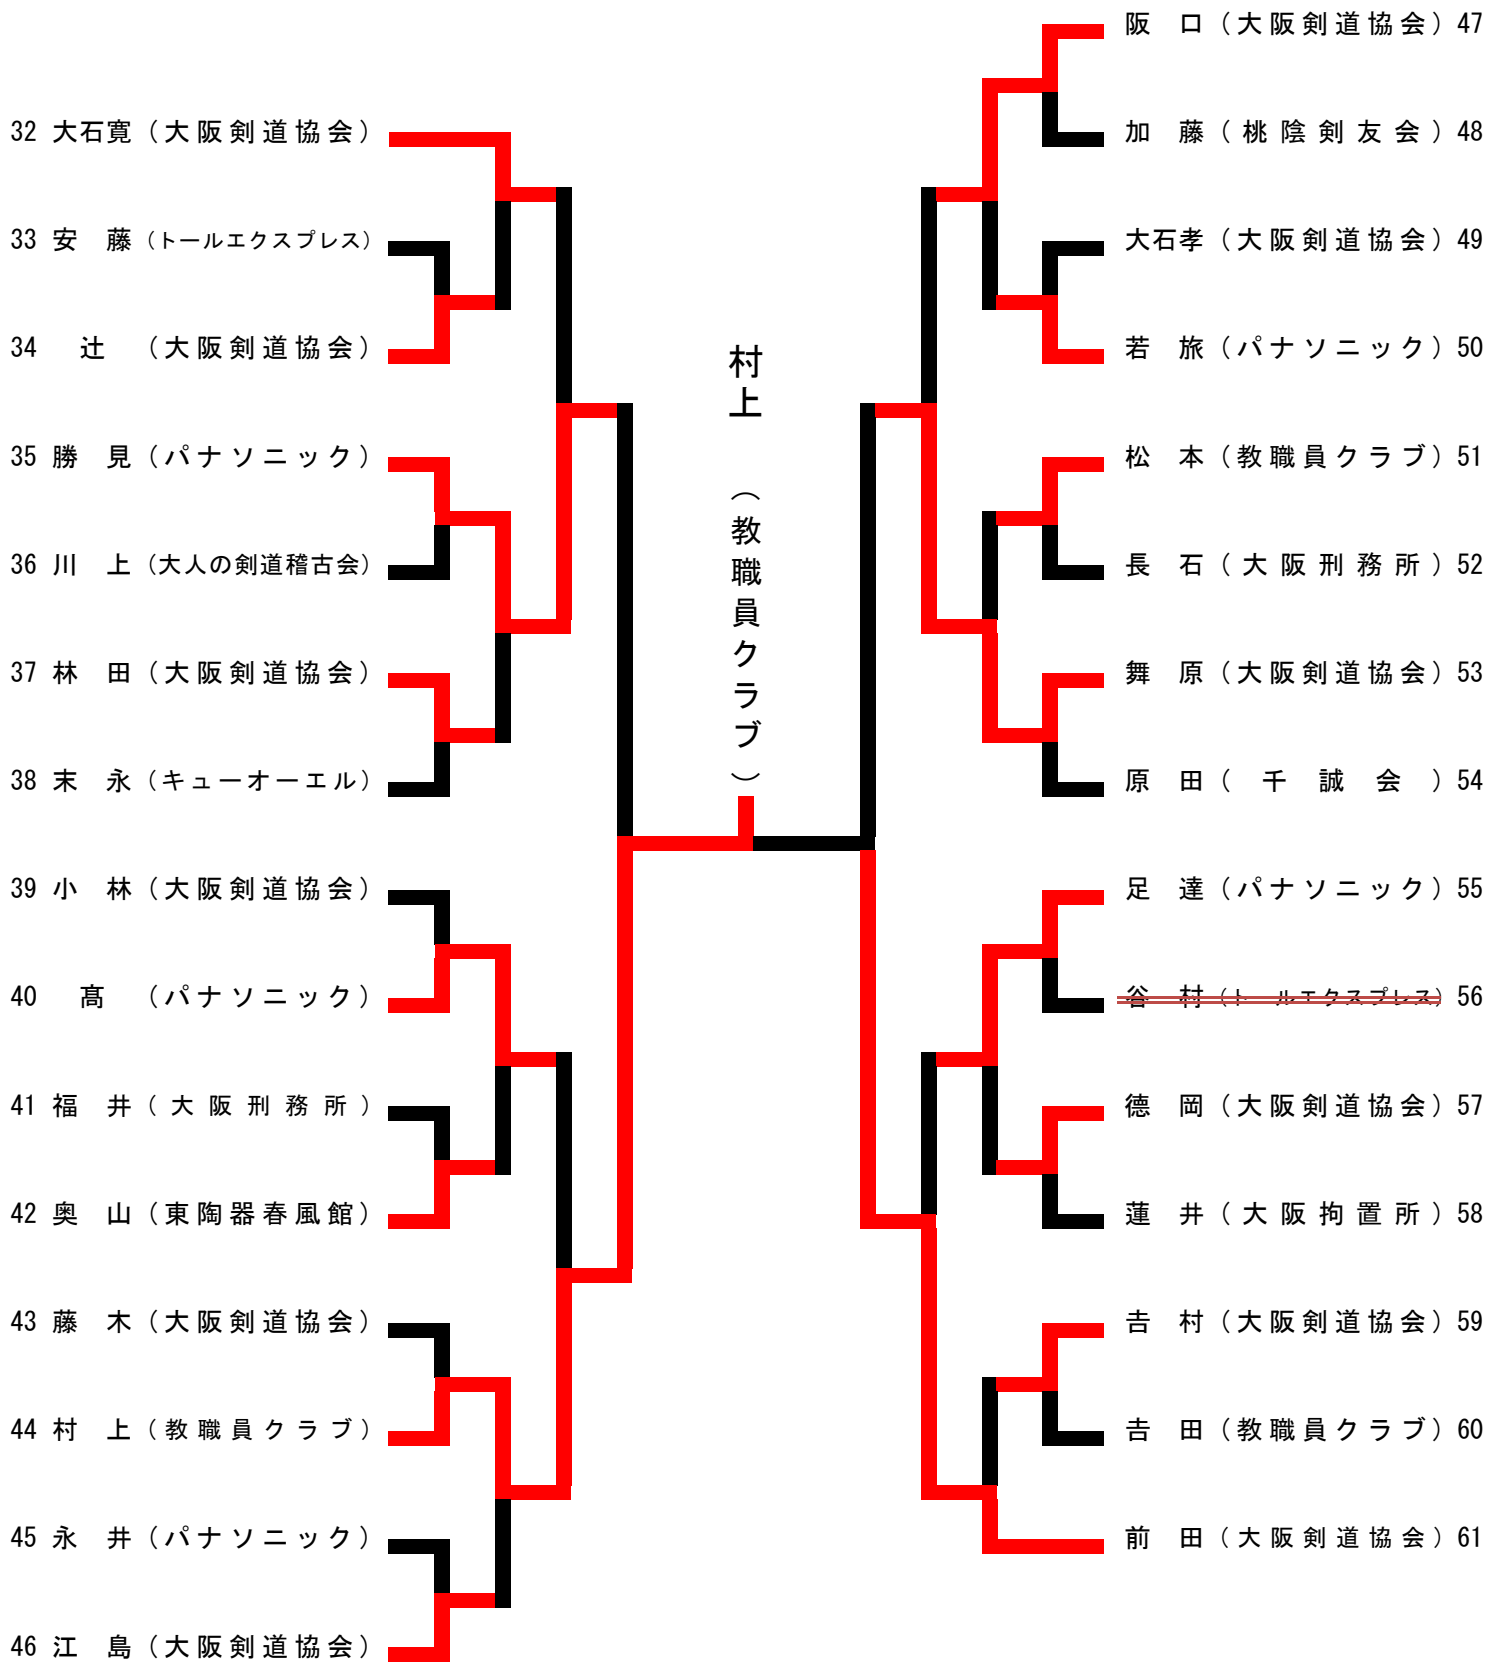 32 大石寛（大阪剣道協会）
33 安　藤（トールエクスプレス）
34 　辻　（大阪剣道協会）
35 勝　見（パナソニック）
36 川　上（大人の剣道稽古会）
37 林　田（大阪剣道協会）
38 末　永（キューオーエル）
39 小　林（大阪剣道協会）
40 　髙　（パナソニック）
41 福　井（大阪刑務所）
42 奥　山（東陶器春風館）
43 藤　木（大阪剣道協会）
44 村　上（教職員クラブ）
45 永　井（パナソニック）
46 江　島（大阪剣道協会）
村上　（教職員クラブ）
阪　口（大阪剣道協会）47
加　藤（桃陰剣友会）48
大石孝（大阪剣道協会）49
若　旅（パナソニック）50
松　本（教職員クラブ）51
長　石（大阪刑務所）52
舞　原（大阪剣道協会）53
原　田（千誠会）54
足　達（パナソニック）55
谷　村（トールエクスプレス）56
德　岡（大阪剣道協会）57
蓮　井（大阪拘置所）58
𠮷　村（大阪剣道協会）59
𠮷　田（教職員クラブ）60
前　田（大阪剣道協会）61